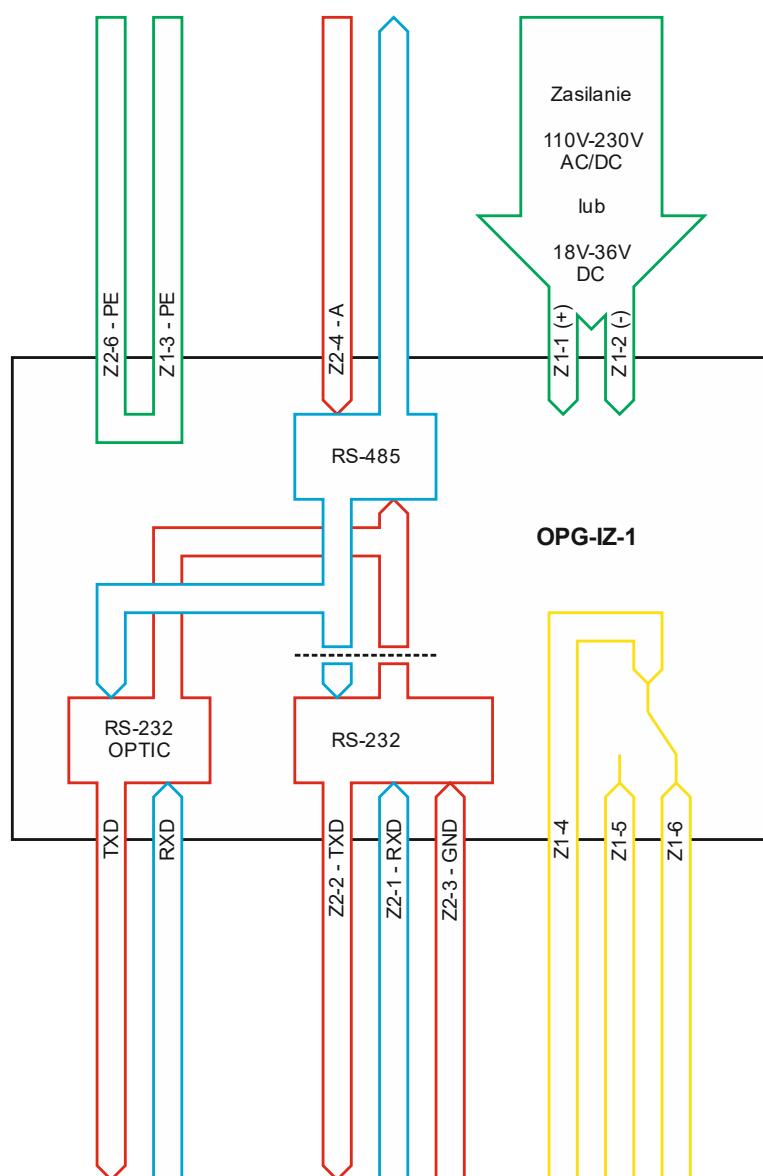 Zasilanie
110V-230V
AC/DC
lub
18V-36V
DC
Z2-6 - PE
Z1-3 - PE
Z2-4 - A
Z1-1 (+)
Z1-2 (-)
RS-485
OPG-IZ-1
RS-232
OPTIC
RS-232
TXD
RXD
Z2-2 - TXD
Z2-1 - RXD
Z2-3 - GND
Z1-4
Z1-5
Z1-6